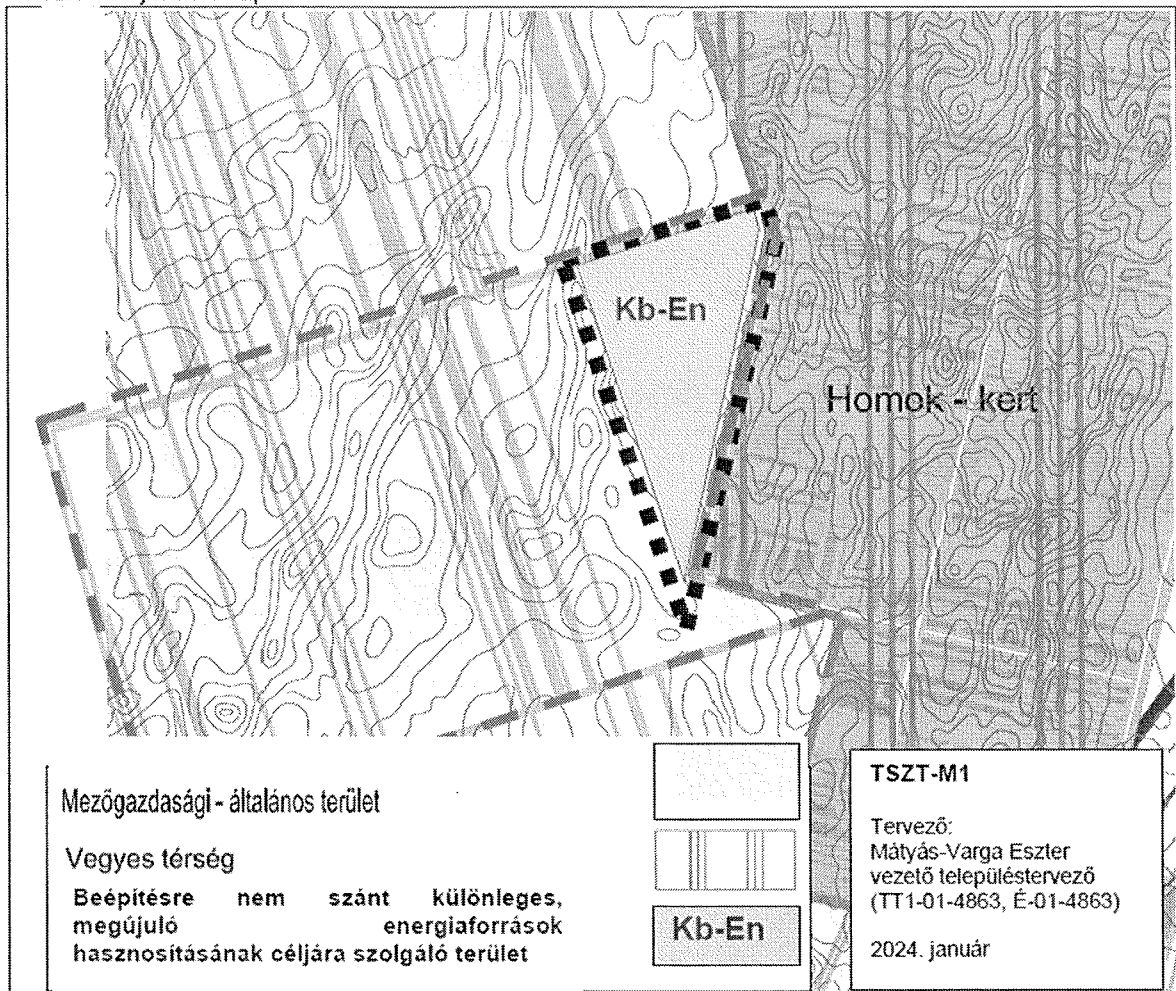 Kb-En
Homok - kert
Mezőgazdasági - általános terület
Vegyes térség
Beépítésre nem szánt különleges,
megújuló energiaforrások
hasznosításának céljára szolgáló terület
Kb-En
TSZT-M1
Tervező:
Mátyás-Varga Eszter
vezető településtervező
(TT1-01-4863, É-01-4863)
2024. január